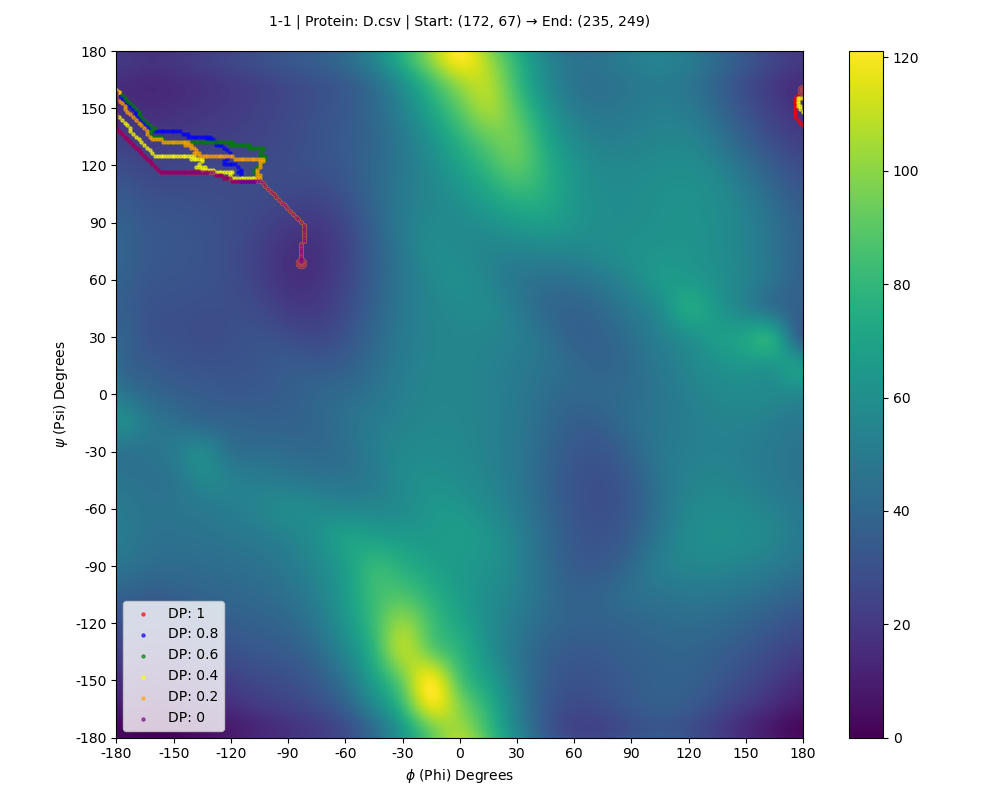 1-1 | Protein: D.csv | Start: (172, 67) → End: (235, 249)
180
150
120
90
60
30
0
-30
-60
-90
-120
-150
-180
ψ (Psi) Degrees
-180 -150 -120 -90 -60 -30 0 30 60 90 120 150 180
ϕ (Phi) Degrees
DP: 1
DP: 0.8
DP: 0.6
DP: 0.4
DP: 0.2
DP: 0
120
100
80
60
40
20
0